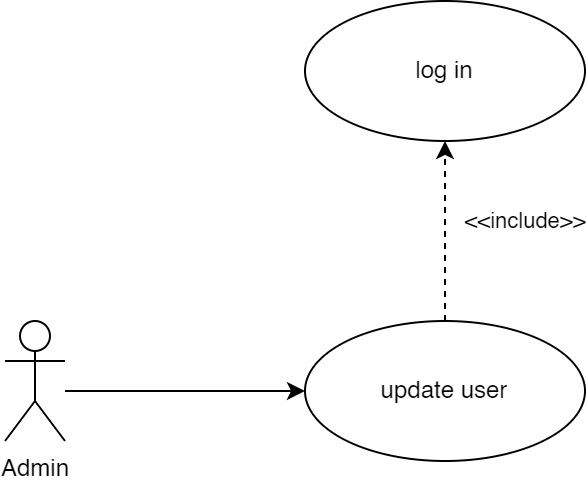 log in
<<include>>
update user
Admin